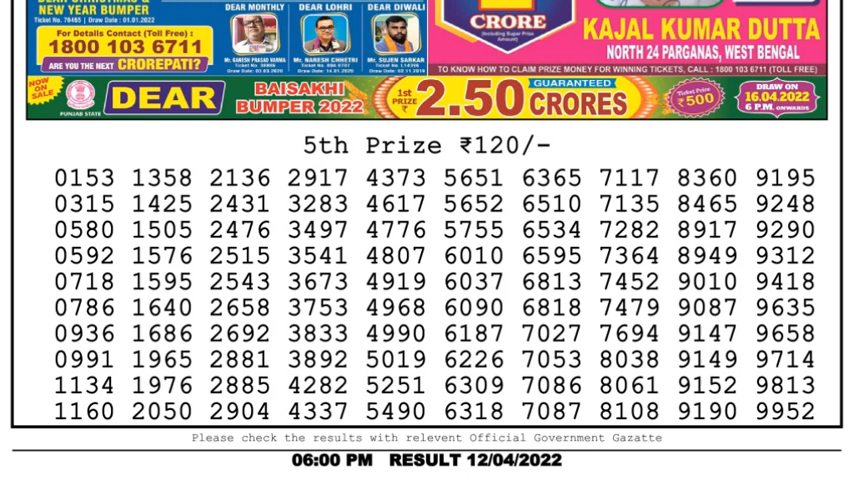 DEAR CHRISTMAS &
NEW YEAR BUMPER
Ticket No. 76465 | Draw Date : 01.01.2022
For Details Contact (Toll Free) :
1800 103 6711
ARE YOU THE NEXT CROREPATI?
DEAR MONTHLY
DEAR LOHRI
DEAR DIWALI
Mr. GANESH PRASAD VARMA
Mr. NARESH CHHETRI
Mr. SUJEN SARKAR
CRORE
(Including Super Prize Amount)
KAJAL KUMAR DUTTA
NORTH 24 PARGANAS, WEST BENGAL
TO KNOW HOW TO CLAIM PRIZE MONEY FOR WINNING TICKETS, CALL : 1800 103 6711 (TOLL FREE)
NOW ON SALE
PUNJAB STATE
DEAR
BAISAKHI
BUMPER 2022
1st PRIZE ₹
2.50 CRORES
GUARANTEED
Ticket Price
₹500
DRAW ON
16.04.2022
6 P.M. ONWARDS
5th Prize ₹120/-
0153 1358 2136 2917 4373 5651 6365 7117 8360 9195
0315 1425 2431 3283 4617 5652 6510 7135 8465 9248
0580 1505 2476 3497 4776 5755 6534 7282 8917 9290
0592 1576 2515 3541 4807 6010 6595 7364 8949 9312
0718 1595 2543 3673 4919 6037 6813 7452 9010 9418
0786 1640 2658 3753 4968 6090 6818 7479 9087 9635
0936 1686 2692 3833 4990 6187 7027 7694 9147 9658
0991 1965 2881 3892 5019 6226 7053 8038 9149 9714
1134 1976 2885 4282 5251 6309 7086 8061 9152 9813
1160 2050 2904 4337 5490 6318 7087 8108 9190 9952
Please check the results with relevent Official Government Gazatte
06:00 PM RESULT 12/04/2022